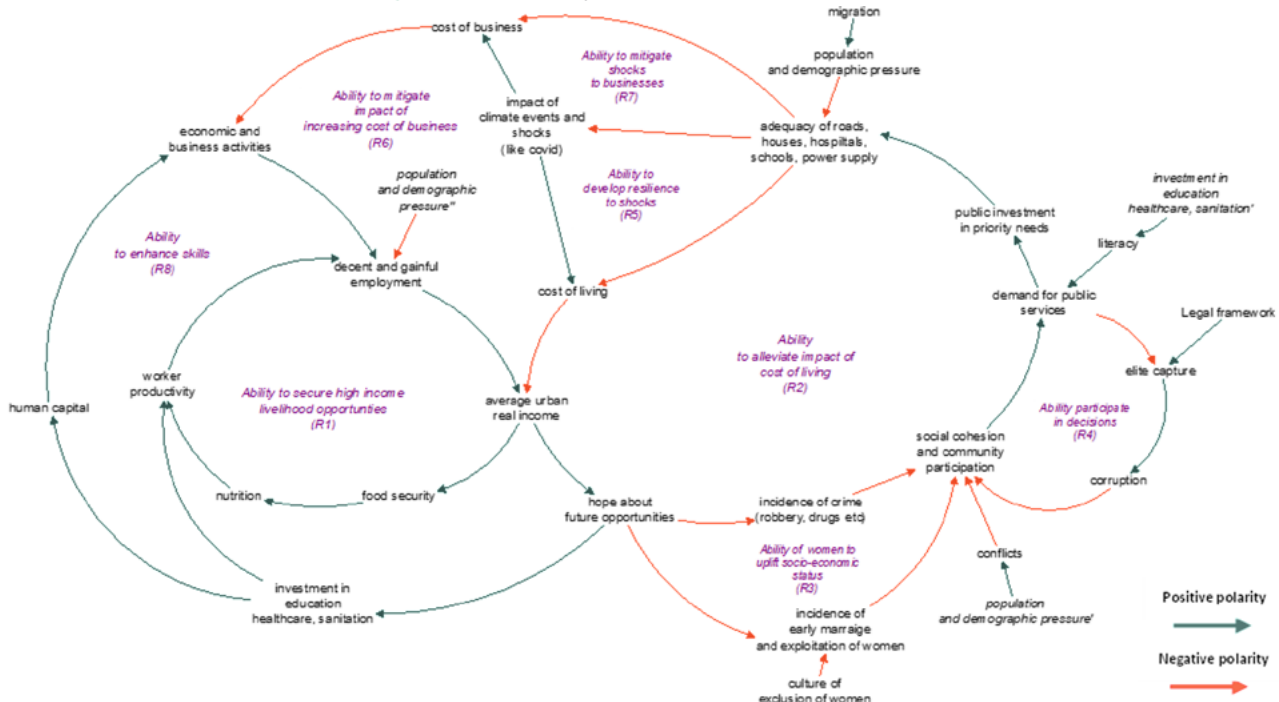 cost of business
migration
population
and demographic pressure
Ability to mitigate
shocks
to businesses
(R7)
Ability to mitigate
impact of
increasing cost of business
(R6)
impact of
climate events and
shocks
(like covid)
economic and
business activities
adequacy of roads,
houses, hospiltals,
schools, power supply
population
and demographic
pressure"
Ability to
develop resilience
to shocks
(R5)
investment in
education
healthcare, sanitation'
public investment
in priority needs
literacy
Ability
to enhance skills
(R8)
decent and gainful
employment
cost of living
demand for public
services
Legal framework
Ability
to alleviate impact of
cost of living
(R2)
elite capture
worker
productivity
Ability to secure high income
livelihood opportunties
(R1)
human capital
average urban
real income
Ability participate
in decisions
(R4)
social cohesion
and community
participation
corruption
nutrition
food security
hope about
future opportunities
incidence of crime
(robbery, drugs etc)
Ability of women to
uplift socio-economic
status
(R3)
conflicts
investment in
education
healthcare, sanitation
incidence of
early marraige
and exploitation of women
population
and demographic pressure'
culture of
exclusion of women
Positive polarity
Negative polarity